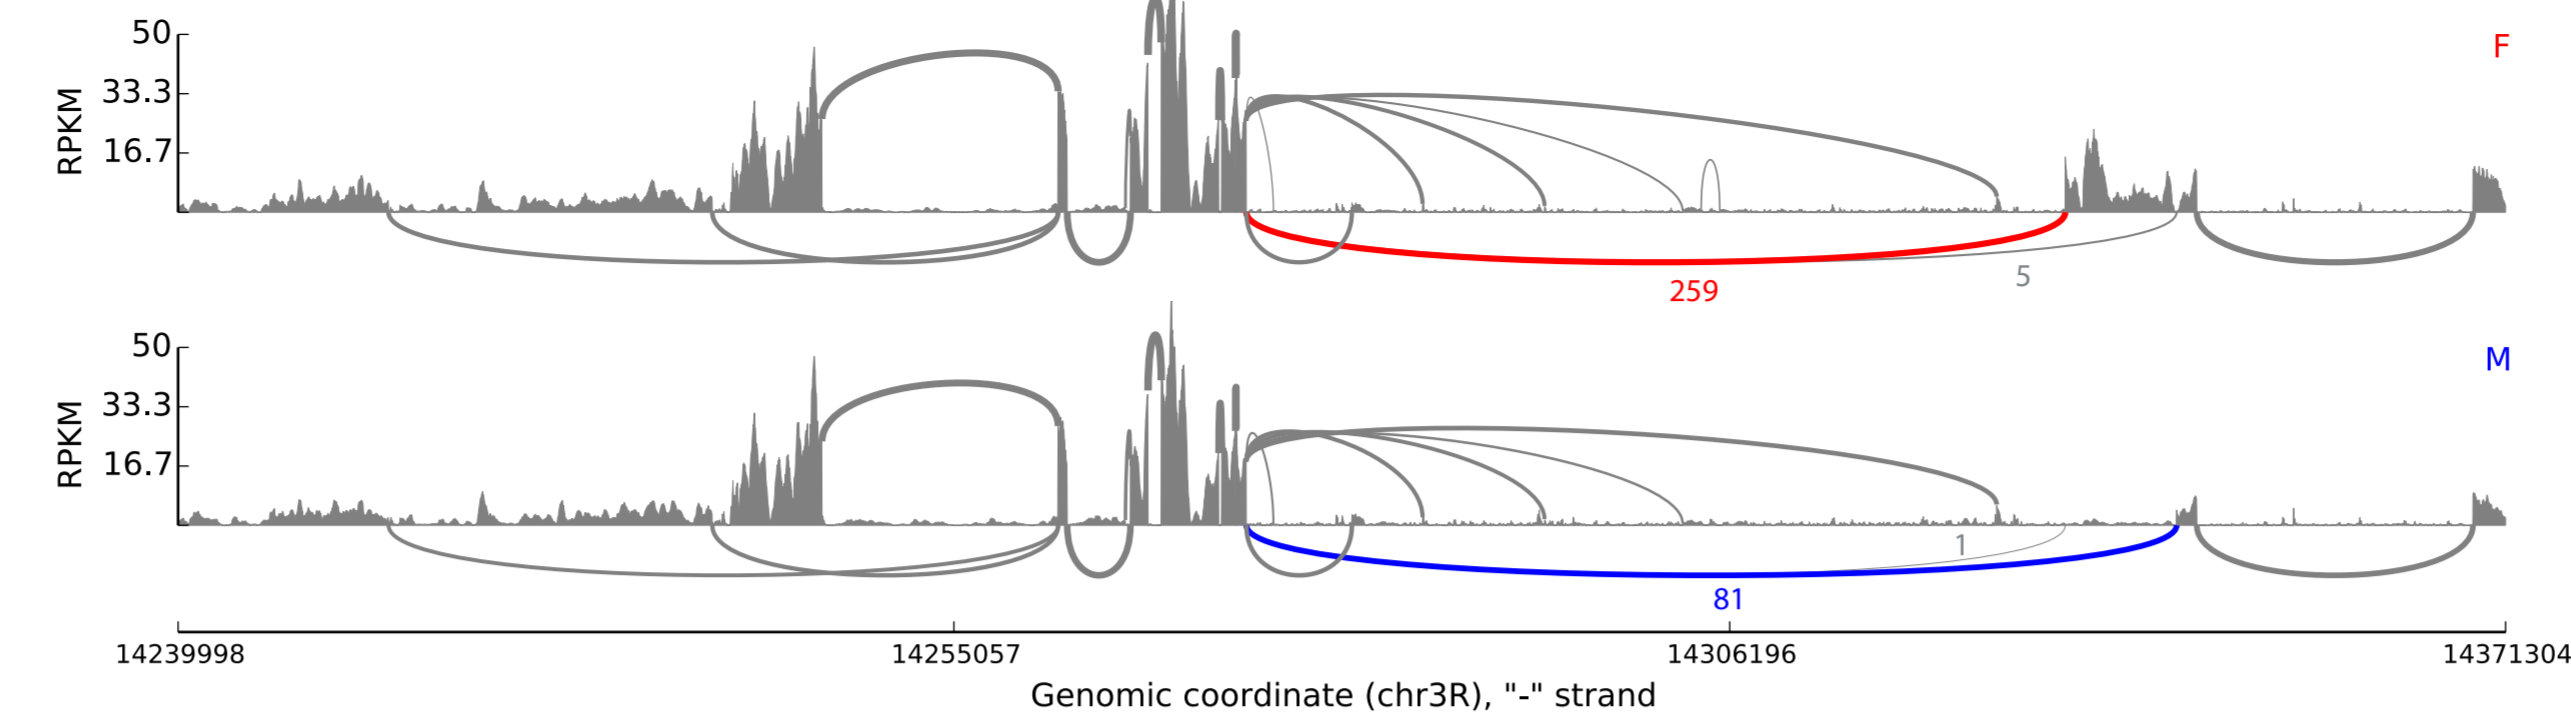 50
33.3
16.7
RPKM
F
259
5
50
33.3
16.7
RPKM
M
1
81
14239998 14255057 14306196 14371304
Genomic coordinate (chr3R), "-" strand